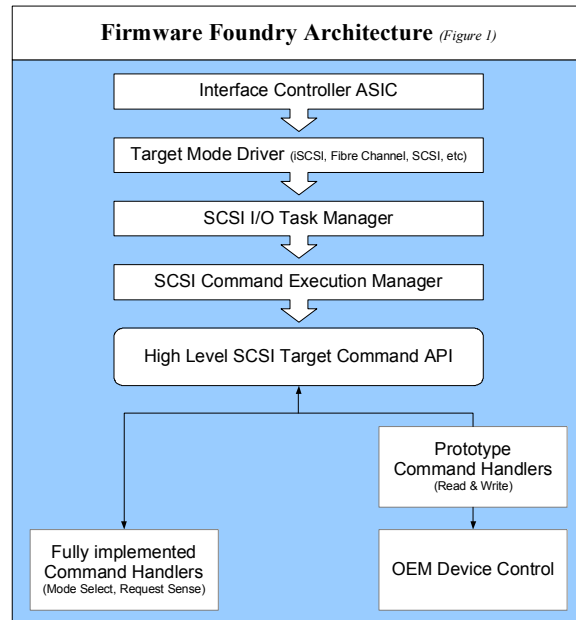 Firmware Foundry Architecture (Figure 1)
Interface Controller ASIC
Target Mode Driver (iSCSI, Fibre Channel, SCSI, etc)
SCSI I/O Task Manager
SCSI Command Execution Manager
High Level SCSI Target Command API
Prototype
Command Handlers
(Read & Write)
Fully implemented
Command Handlers
(Mode Select, Request Sense)
OEM Device Control